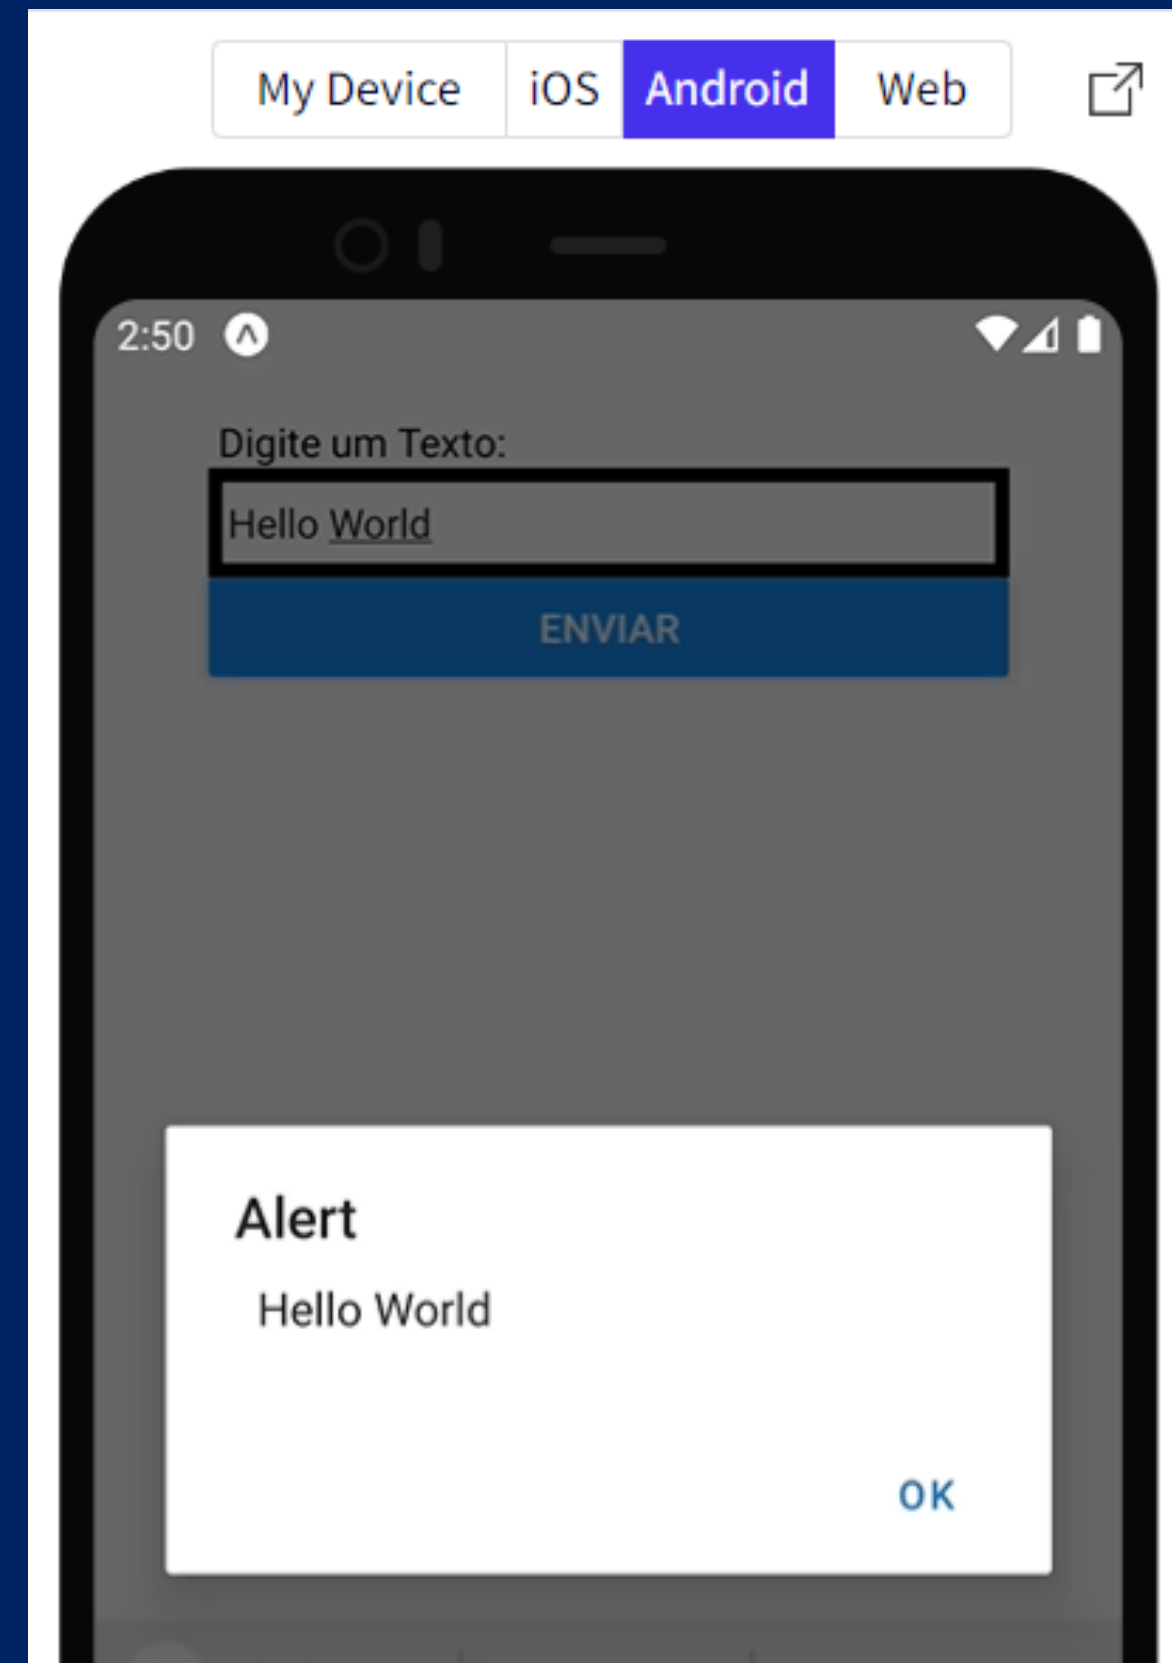 My Device iOS Android Web
2:50
Digite um Texto:
Hello World
ENVIAR
Alert
Hello World
OK